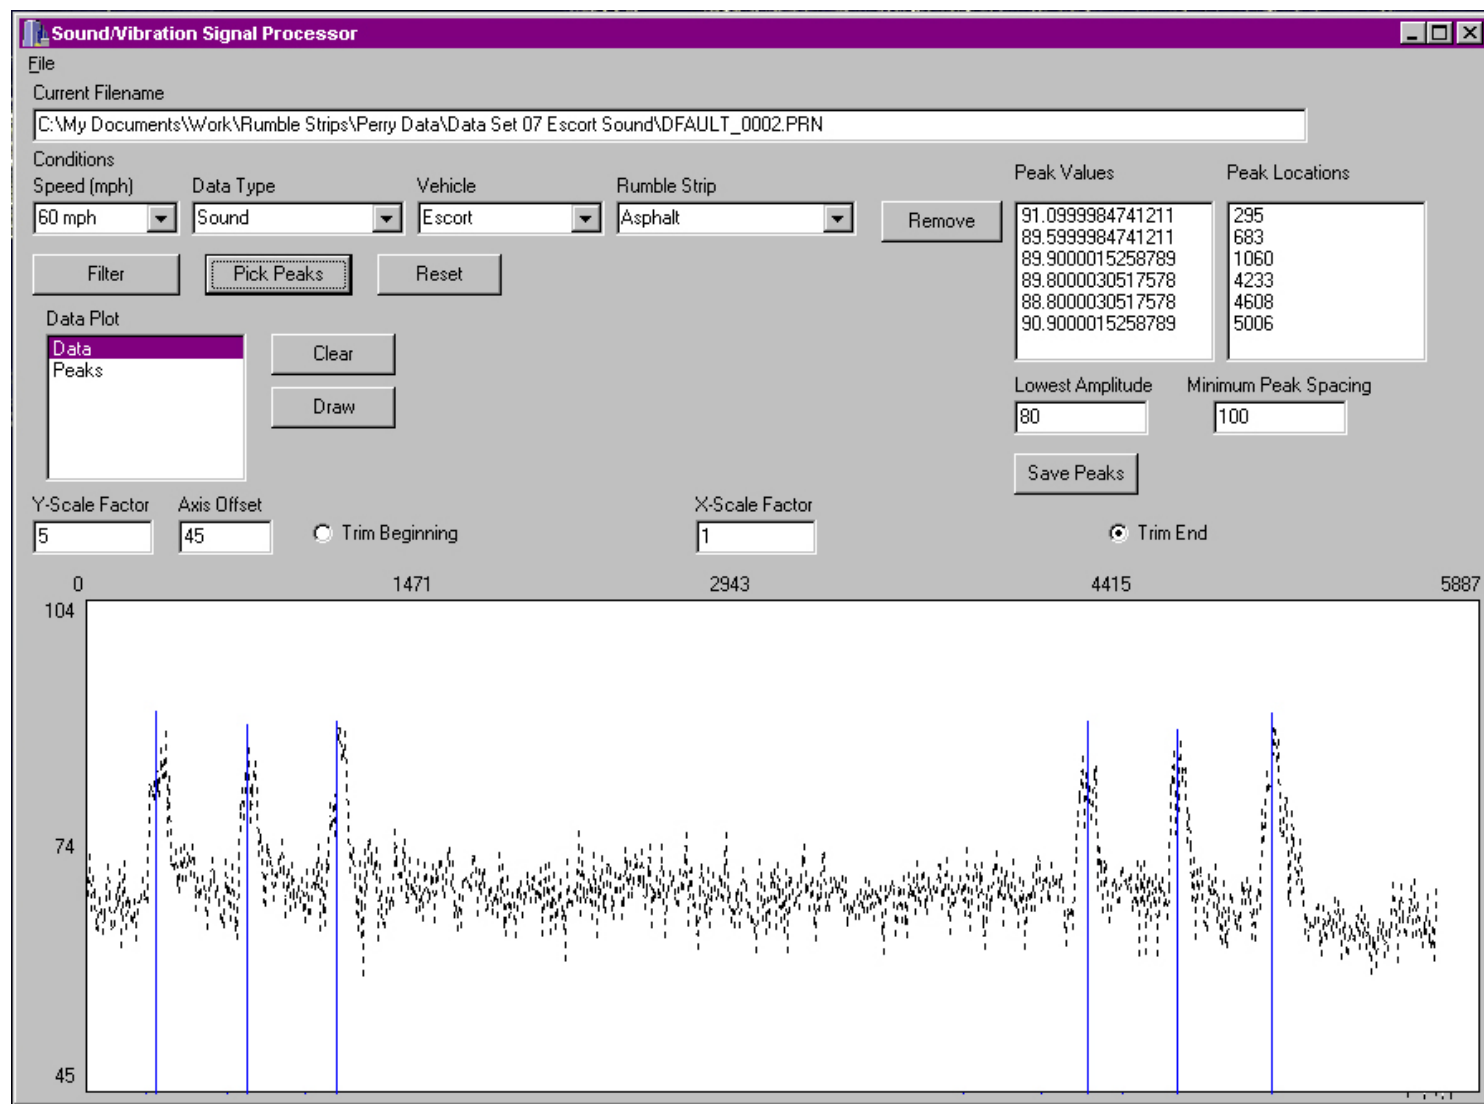 Sound/Vibration Signal Processor
File
Current Filename
C:\My Documents\Work\Rumble Strips\Perry Data\Data Set 07 Escort Sound\DFAULT_0002.PRN
Conditions
Speed (mph) Data Type Vehicle Rumble Strip Peak Values Peak Locations
60 mph Sound Escort Asphalt Remove
91.0999984741211 295
89.5999984741211 683
89.9000015258789 1060
89.8000030517578 4233
88.8000030517578 4608
90.9000015258789 5006
Filter Pick Peaks Reset
Data Plot
Data
Peaks
Clear
Draw
Lowest Amplitude Minimum Peak Spacing
80 100
Save Peaks
Y-Scale Factor Axis Offset X-Scale Factor
5 45 Trim Beginning 1 Trim End
0 1471 2943 4415 5887
104
74
45